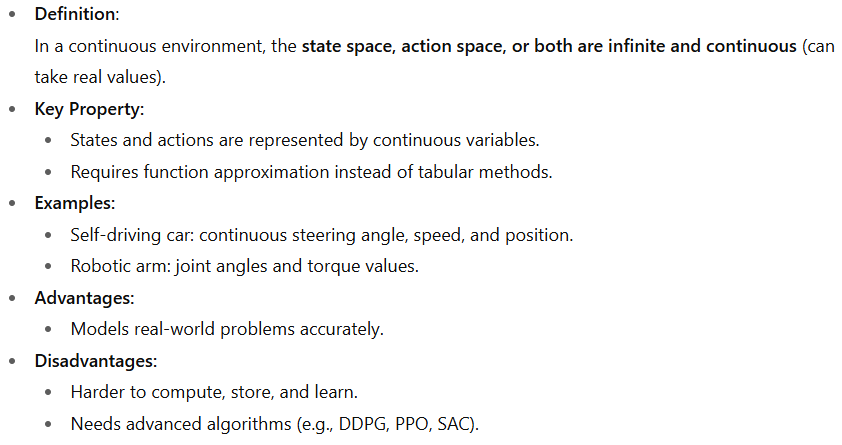 • Definition:
In a continuous environment, the state space, action space, or both are infinite and continuous (can
take real values).
• Key Property:
• States and actions are represented by continuous variables.
• Requires function approximation instead of tabular methods.
• Examples:
• Self-driving car: continuous steering angle, speed, and position.
• Robotic arm: joint angles and torque values.
• Advantages:
• Models real-world problems accurately.
• Disadvantages:
• Harder to compute, store, and learn.
• Needs advanced algorithms (e.g., DDPG, PPO, SAC).